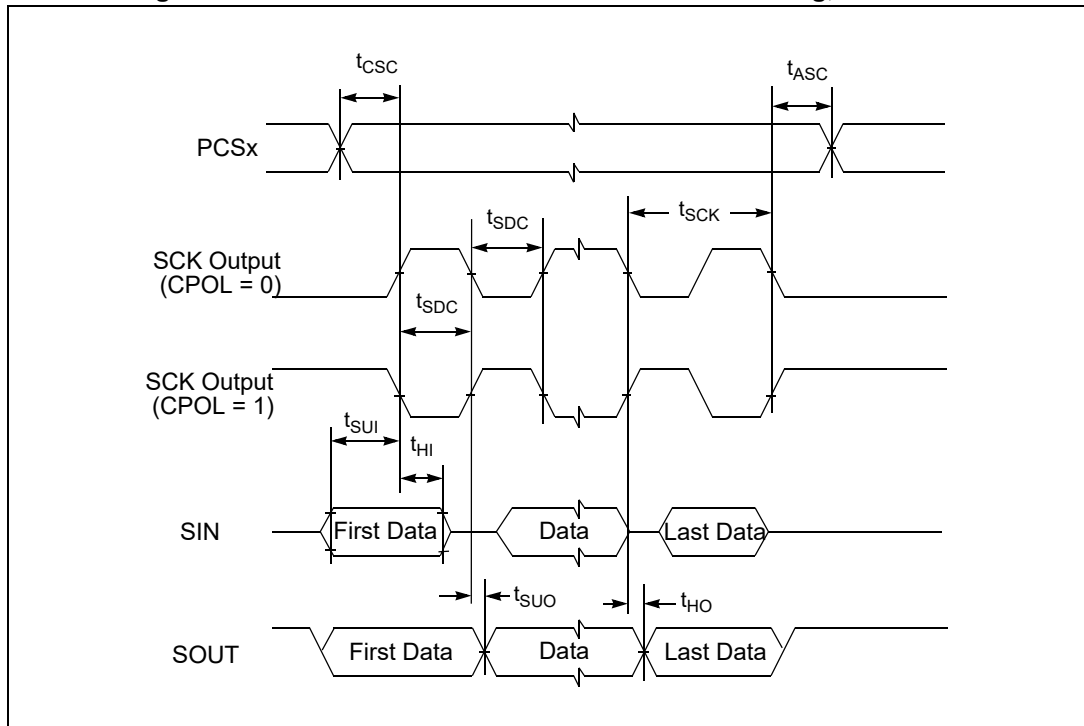 tCSC
tASC
PCSx
tSCK
tSDC
SCK Output
(CPOL = 0)
tSDC
SCK Output
(CPOL = 1)
tSUI
tHI
SIN
First Data
Data
Last Data
tSUO
tHO
SOUT
First Data
Data
Last Data